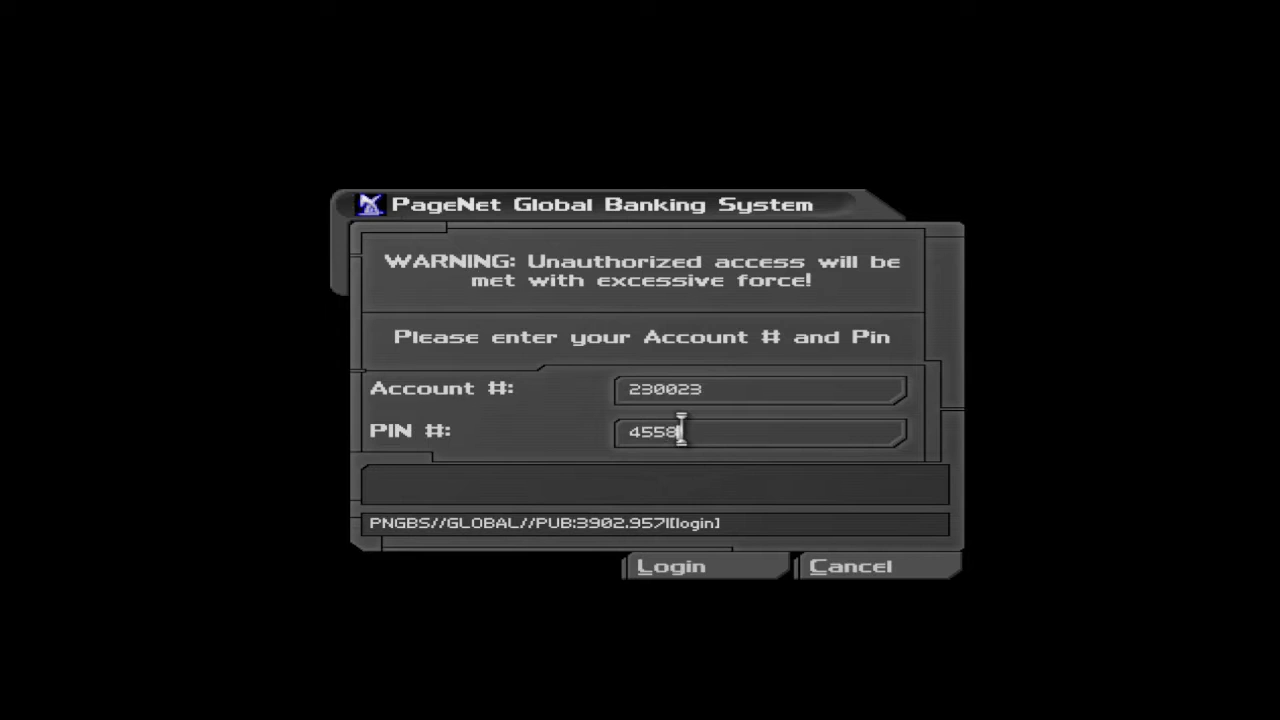 PageNet Global Banking System
WARNING: Unauthorized access will be
met with excessive force!
Please enter your Account # and Pin
Account #: 230023
PIN #: 4558
PNGBS//GLOBAL//PUB:3902.9571[login]
Login Cancel